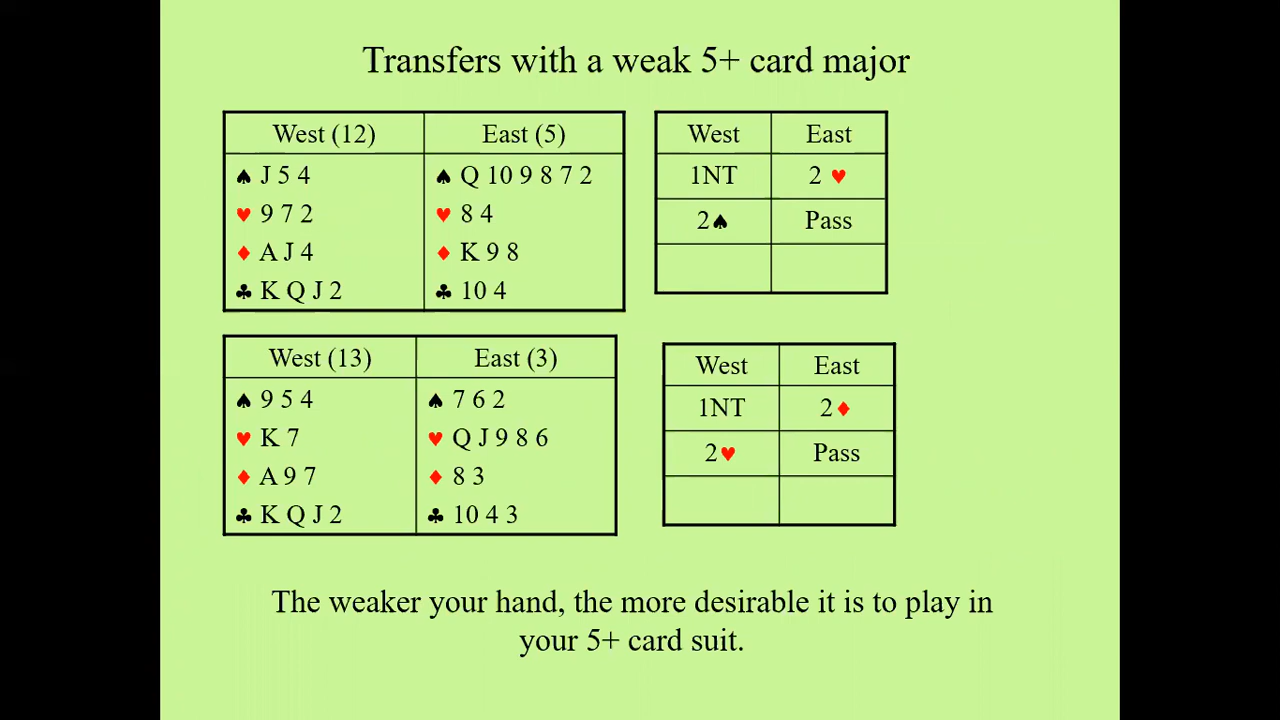 Transfers with a weak 5+ card major
West (12) East (5)
♠ J 5 4 ♠ Q 10 9 8 7 2
♥ 9 7 2 ♥ 8 4
♦ A J 4 ♦ K 9 8
♣ K Q J 2 ♣ 10 4
West East
1NT 2 ♥
2♠ Pass
West (13) East (3)
♠ 9 5 4 ♠ 7 6 2
♥ K 7 ♥ Q J 9 8 6
♦ A 9 7 ♦ 8 3
♣ K Q J 2 ♣ 10 4 3
West East
1NT 2♦
2♥ Pass
The weaker your hand, the more desirable it is to play in
your 5+ card suit.